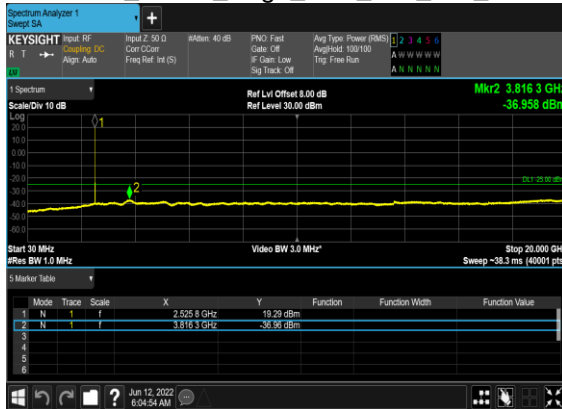 Spectrum Analyzer 1
Swept SA
+
KEYSIGHT Input: RF Input Z: 50 Ω #Atten: 40 dB PNO: Fast Avg Type: Power (RMS) 1 2 3 4 5 6
R T Coupling: DC Corr CCorr Gate: Off Avg|Hold: 100/100 A W W W W W
Align: Auto Freq Ref: Int (S) IF Gain: Low Trig: Free Run
Sig Track: Off A N N N N N
1 Spectrum
Ref Lvl Offset 8.00 dB Mkr2 3.816 3 GHz
Scale/Div 10 dB Ref Level 30.00 dBm -36.958 dBm
Log
20.0
10.0
0.00
-10.0
-20.0
-30.0
-40.0
-50.0
-60.0
1
2
DL1 -25.00 dBm
Start 30 MHz Video BW 3.0 MHz* Stop 20.000 GH
#Res BW 1.0 MHz Sweep ~38.3 ms (40001 pts
5 Marker Table
Mode Trace Scale X Y Function Function Width Function Value
1 N 1 f 2.525 8 GHz 19.29 dBm
2 N 1 f 3.816 3 GHz -36.96 dBm
3
4
5
6
? Jun 12, 2022
6:04:54 AM